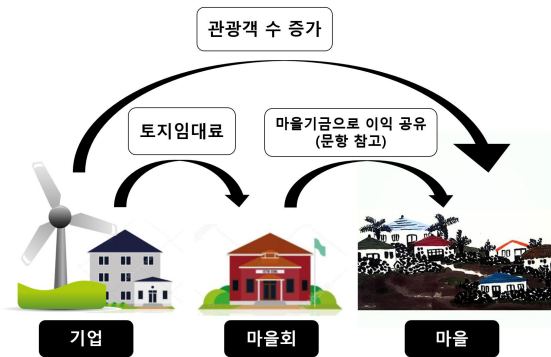 관광객 수 증가
토지임대료
마을기금으로 이익 공유
(문항 참고)
기업
마을회
마을